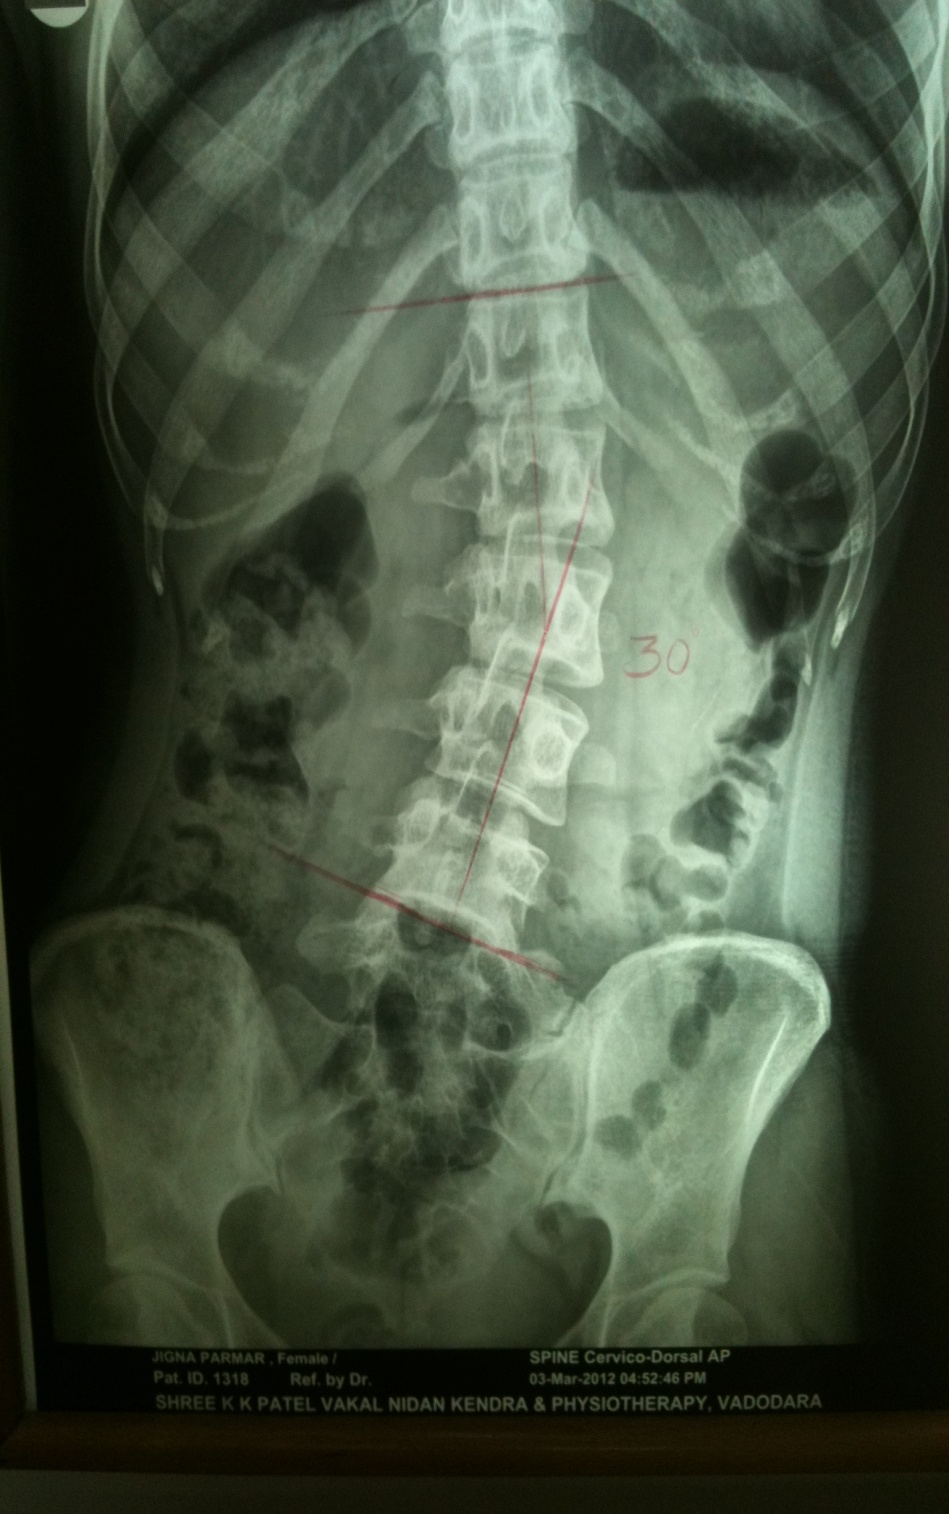 30°
JIGNA PARMAR , Female / SPINE Cervico-Dorsal AP
Pat. ID. 1318 Ref. by Dr. 03-Mar-2012 04:52:46 PM
SHREE K K PATEL VAKAL NIDAN KENDRA & PHYSIOTHERAPY, VADODARA